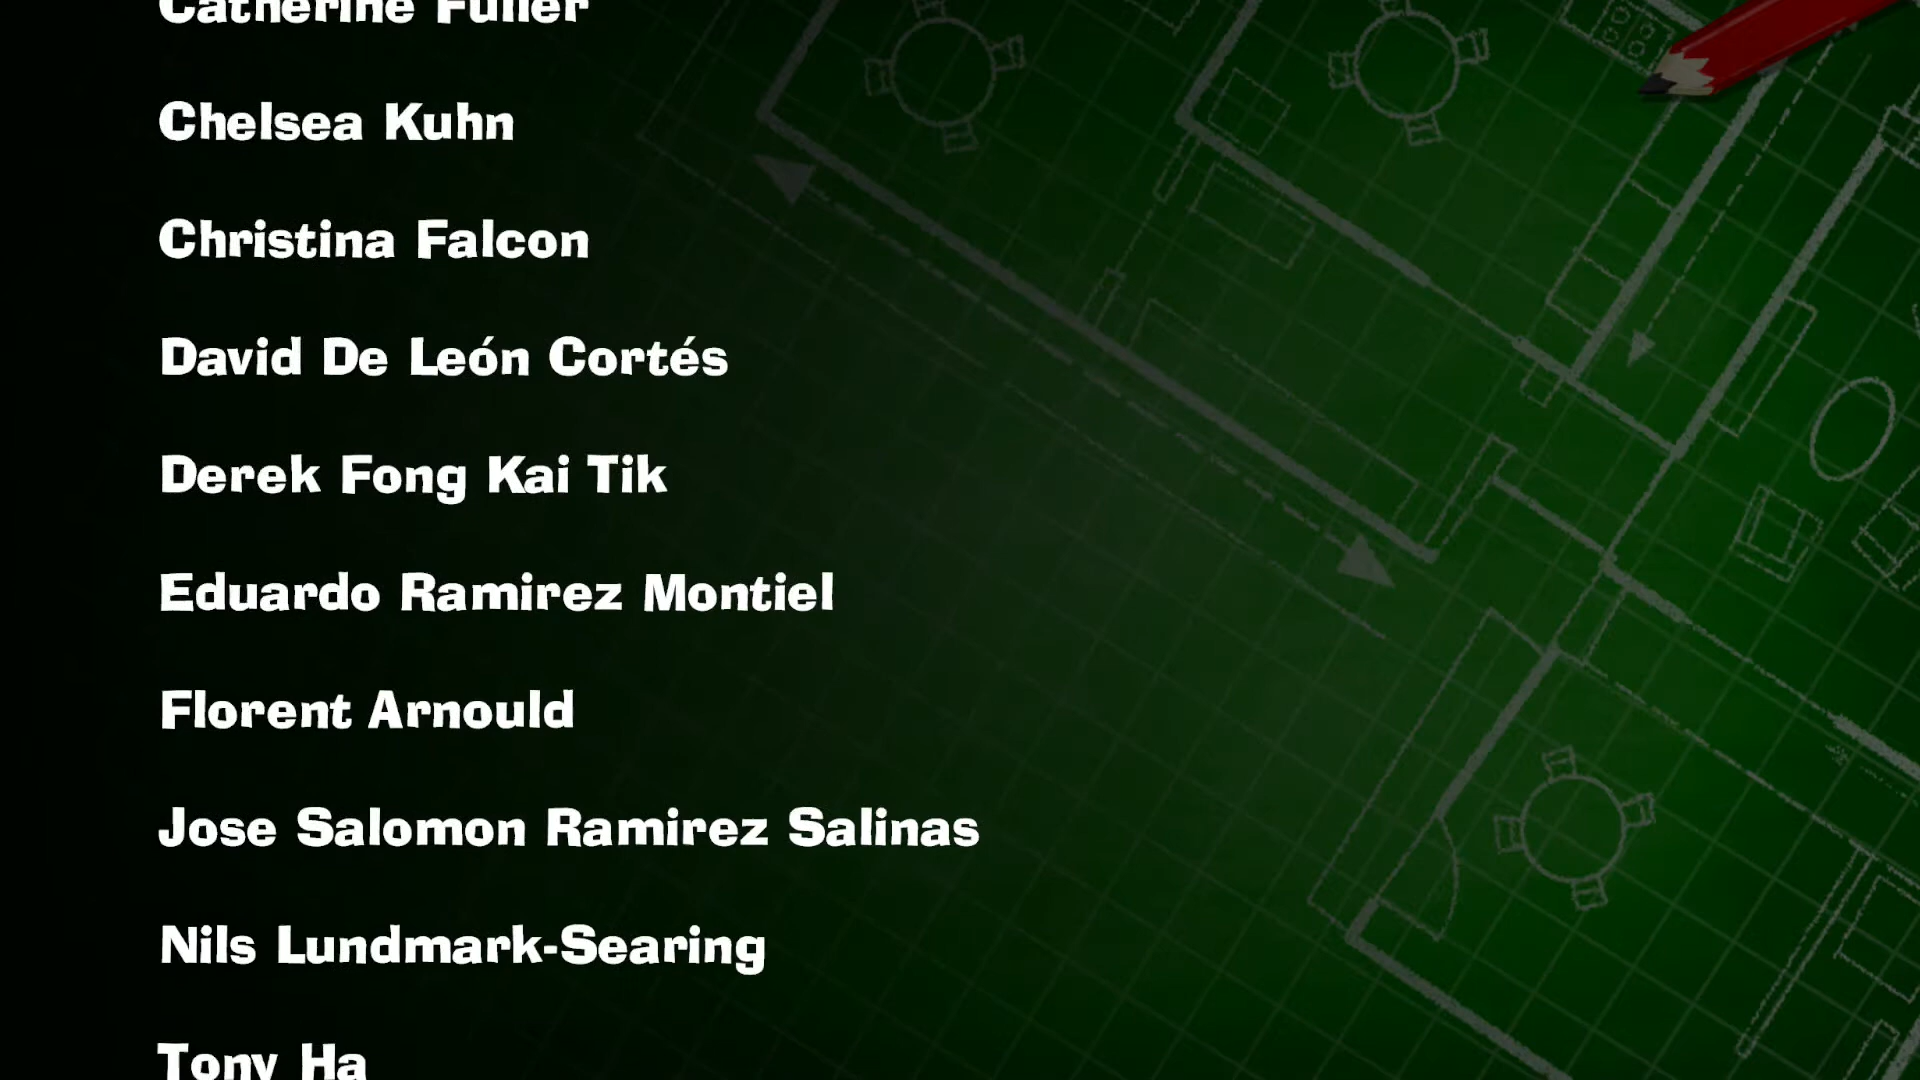 Catherine Fuller
Chelsea Kuhn
Christina Falcon
David De León Cortés
Derek Fong Kai Tik
Eduardo Ramirez Montiel
Florent Arnould
Jose Salomon Ramirez Salinas
Nils Lundmark-Searing
Tony Ha